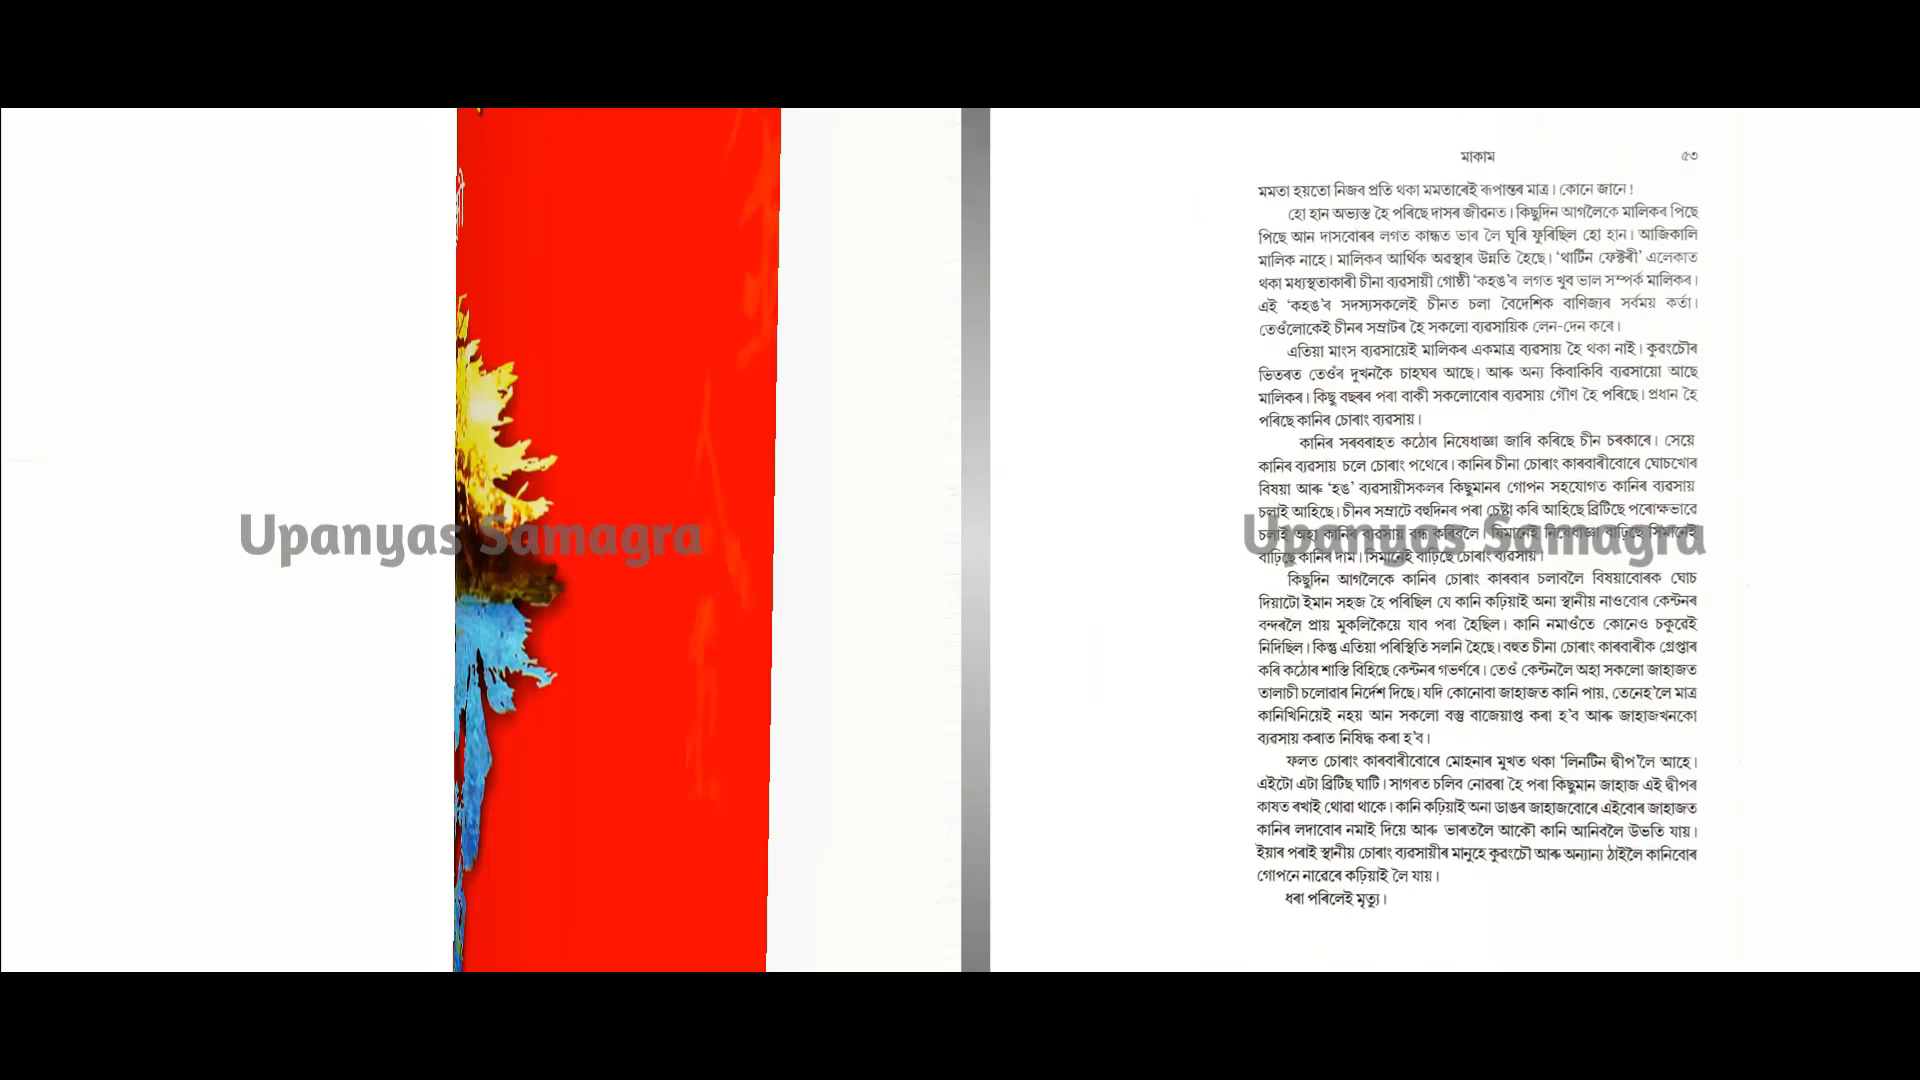 মাকাম ৫৩
মমতা হয়তো নিজৰ প্ৰতি থকা মমতাৰেই ৰূপান্তৰ মাত্ৰ। কোনে জানে!
হো হান অভ্যস্ত হৈ পৰিছে দাসৰ জীৱনত। কিছুদিন আগলৈকে মালিকৰ পিছে
পিছে আন দাসবোৰৰ লগত কান্ধত ভাৰ লৈ ঘূৰি ফুৰিছিল হো হান। আজিকালি
মালিক নাহে। মালিকৰ আৰ্থিক অৱস্থাৰ উন্নতি হৈছে। ‘থাৰ্টিন ফেক্টৰী’ এলেকাত
থকা মধ্যস্থতাকাৰী চীনা ব্যৱসায়ী গোষ্ঠী ‘কহঙ’ৰ লগত খুব ভাল সম্পৰ্ক মালিকৰ।
এই ‘কহঙ’ৰ সদস্যসকলেই চীনত চলা বৈদেশিক বাণিজ্যৰ সৰ্বময় কৰ্তা।
তেওঁলোকেই চীনৰ সম্ৰাটৰ হৈ সকলো ব্যৱসায়িক লেন-দেন কৰে।
এতিয়া মাংস ব্যৱসায়েই মালিকৰ একমাত্ৰ ব্যৱসায় হৈ থকা নাই। কুৱংচৌৰ
ভিতৰত তেওঁৰ দুখনকৈ চাহঘৰ আছে। আৰু অন্য কিবাকিবি ব্যৱসায়ো আছে
মালিকৰ। কিছু বছৰৰ পৰা বাকী সকলোবোৰ ব্যৱসায় গৌণ হৈ পৰিছে। প্ৰধান হৈ
পৰিছে কানিৰ চোৰাং ব্যৱসায়।
কানিৰ সৰবৰাহত কঠোৰ নিষেধাজ্ঞা জাৰি কৰিছে চীন চৰকাৰে। সেয়ে
কানিৰ ব্যৱসায় চলে চোৰাং পথেৰে। কানিৰ চীনা চোৰাং কাৰবাৰীবোৰে ঘোচখোৰ
বিষয়া আৰু ‘হঙ’ ব্যৱসায়ীসকলৰ কিছুমানৰ গোপন সহযোগত কানিৰ ব্যৱসায়
চলাই আহিছে। চীনৰ সম্ৰাটে বহুদিনৰ পৰা চেষ্টা কৰি আহিছে ব্ৰিটিছে পৰোক্ষভাৱে
চলাই অহা কানিৰ ব্যৱসায় বন্ধ কৰিবলৈ। যিমানেই নিষেধাজ্ঞা বাঢ়িছে সিমানেই
বাঢ়িছে কানিৰ দাম। সিমানেই বাঢ়িছে চোৰাং ব্যৱসায়।
কিছুদিন আগলৈকে কানিৰ চোৰাং কাৰবাৰ চলাবলৈ বিষয়াবোৰক ঘোচ
দিয়াটো ইমান সহজ হৈ পৰিছিল যে কানি কঢ়িয়াই অনা স্থানীয় নাওবোৰ কেন্টনৰ
বন্দৰলৈ প্ৰায় মুকলিকৈয়ে যাব পৰা হৈছিল। কানি নমাওঁতে কোনেও চকুৱেই
নিদিছিল। কিন্তু এতিয়া পৰিস্থিতি সলনি হৈছে। বহুত চীনা চোৰাং কাৰবাৰীক গ্ৰেপ্তাৰ
কৰি কঠোৰ শাস্তি বিহিছে কেন্টনৰ গভৰ্ণৰে। তেওঁ কেন্টনলৈ অহা সকলো জাহাজত
তালাচী চলোৱাৰ নিৰ্দেশ দিছে। যদি কোনোবা জাহাজত কানি পায়, তেনেহ’লে মাত্ৰ
কানিখিনিয়েই নহয় আন সকলো বস্তু বাজেয়াপ্ত কৰা হ’ব আৰু জাহাজখনকো
ব্যৱসায় কৰাত নিষিদ্ধ কৰা হ’ব।
ফলত চোৰাং কাৰবাৰীবোৰে মোহনাৰ মুখত থকা ‘লিনটিন দ্বীপ’লৈ আহে।
এইটো এটা ব্ৰিটিছ ঘাটি। সাগৰত চলিব নোৱৰা হৈ পৰা কিছুমান জাহাজ এই দ্বীপৰ
কাষত ৰখাই থোৱা থাকে। কানি কঢ়িয়াই অনা ডাঙৰ জাহাজবোৰে এইবোৰ জাহাজত
কানিৰ লদাবোৰ নমাই দিয়ে আৰু ভাৰতলৈ আকৌ কানি আনিবলৈ উভতি যায়।
ইয়াৰ পৰাই স্থানীয় চোৰাং ব্যৱসায়ীৰ মানুহে কুৱংচৌ আৰু অন্যান্য ঠাইলৈ কানিবোৰ
গোপনে নাৱেৰে কঢ়িয়াই লৈ যায়।
ধৰা পৰিলেই মৃত্যু।
Upanyas Samagra
Upanyas Samagra